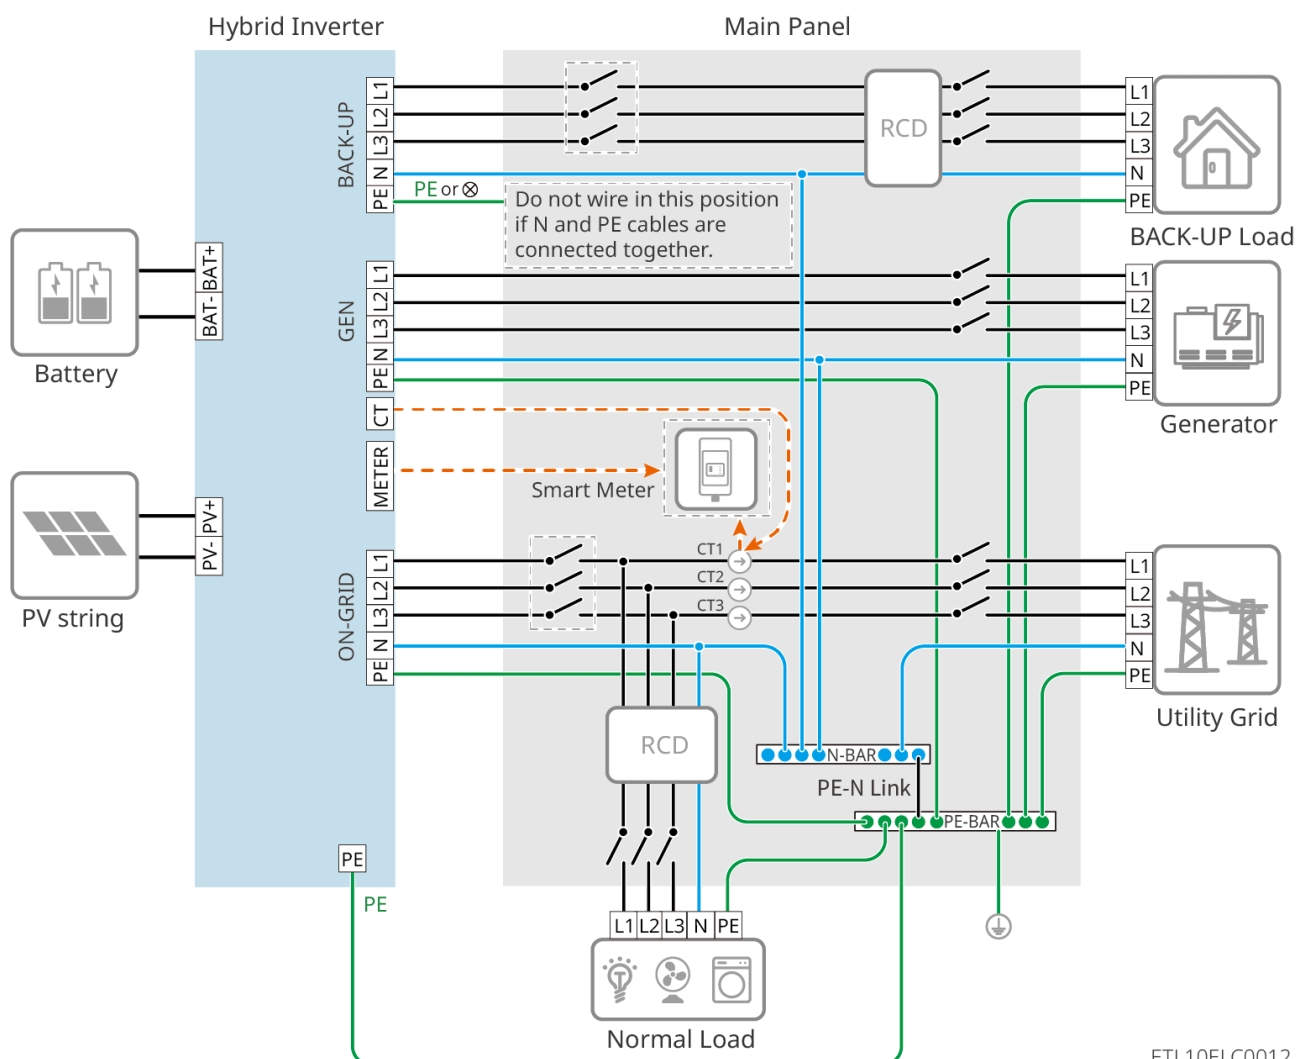 Hybrid Inverter
Main Panel
BACK-UP
L1
L2
L3
N
PE
PE or
RCD
L1
L2
L3
N
PE
BACK-UP Load
Do not wire in this position
if N and PE cables are
connected together.
Battery
BAT+
BAT-
GEN
L1
L2
L3
N
PE
L1
L2
L3
N
PE
Generator
CT
METER
Smart Meter
PV string
PV+
PV-
ON-GRID
L1
L2
L3
N
PE
CT1
CT2
CT3
L1
L2
L3
N
PE
Utility Grid
RCD
N-BAR
PE-N Link
PE-BAR
PE
PE
L1
L2
L3
N
PE
Normal Load